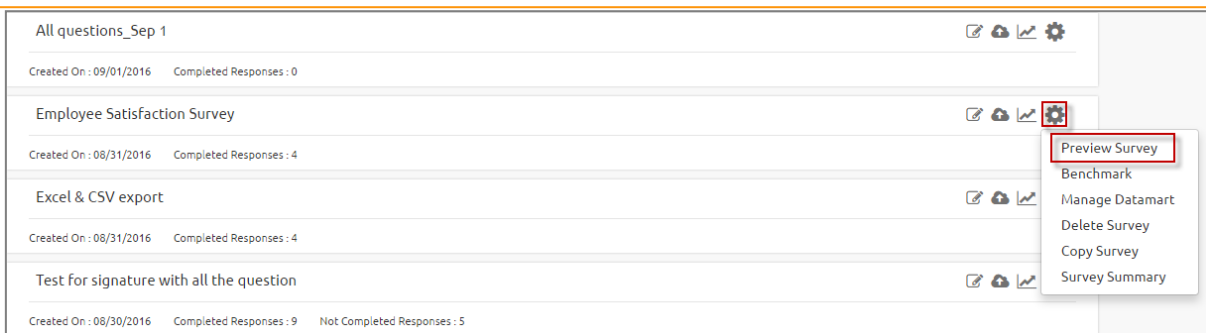 All questions_Sep 1
Created On : 09/01/2016 Completed Responses : 0
Employee Satisfaction Survey
Created On : 08/31/2016 Completed Responses : 4
Preview Survey
Benchmark
Manage Datamart
Delete Survey
Copy Survey
Survey Summary
Excel & CSV export
Created On : 08/31/2016 Completed Responses : 4
Test for signature with all the question
Created On : 08/30/2016 Completed Responses : 9 Not Completed Responses : 5